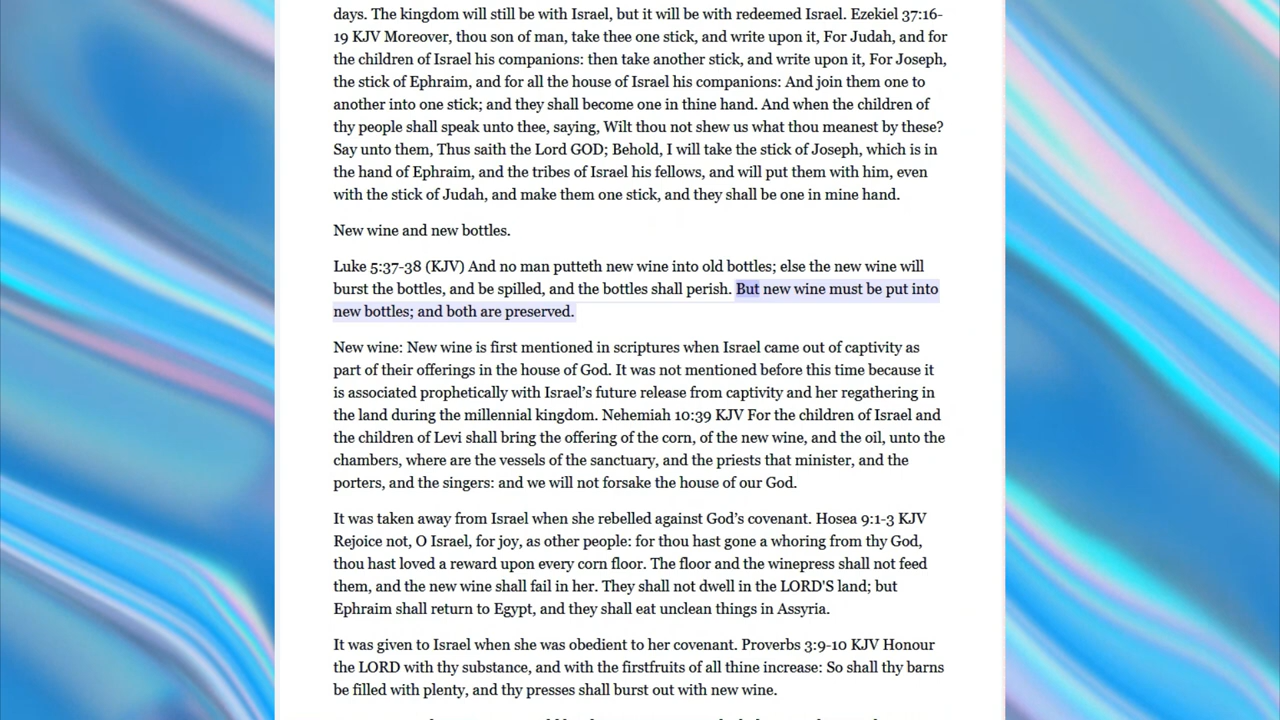 days. The kingdom will still be with Israel, but it will be with redeemed Israel. Ezekiel 37:16-
19 KJV Moreover, thou son of man, take thee one stick, and write upon it, For Judah, and for
the children of Israel his companions: then take another stick, and write upon it, For Joseph,
the stick of Ephraim, and for all the house of Israel his companions: And join them one to
another into one stick; and they shall become one in thine hand. And when the children of
thy people shall speak unto thee, saying, Wilt thou not shew us what thou meanest by these?
Say unto them, Thus saith the Lord GOD; Behold, I will take the stick of Joseph, which is in
the hand of Ephraim, and the tribes of Israel his fellows, and will put them with him, even
with the stick of Judah, and make them one stick, and they shall be one in mine hand.
New wine and new bottles.
Luke 5:37-38 (KJV) And no man putteth new wine into old bottles; else the new wine will
burst the bottles, and be spilled, and the bottles shall perish. But new wine must be put into
new bottles; and both are preserved.
New wine: New wine is first mentioned in scriptures when Israel came out of captivity as
part of their offerings in the house of God. It was not mentioned before this time because it
is associated prophetically with Israel's future release from captivity and her regathering in
the land during the millennial kingdom. Nehemiah 10:39 KJV For the children of Israel and
the children of Levi shall bring the offering of the corn, of the new wine, and the oil, unto the
chambers, where are the vessels of the sanctuary, and the priests that minister, and the
porters, and the singers: and we will not forsake the house of our God.
It was taken away from Israel when she rebelled against God's covenant. Hosea 9:1-3 KJV
Rejoice not, O Israel, for joy, as other people: for thou hast gone a whoring from thy God,
thou hast loved a reward upon every corn floor. The floor and the winepress shall not feed
them, and the new wine shall fail in her. They shall not dwell in the LORD'S land; but
Ephraim shall return to Egypt, and they shall eat unclean things in Assyria.
It was given to Israel when she was obedient to her covenant. Proverbs 3:9-10 KJV Honour
the LORD with thy substance, and with the firstfruits of all thine increase: So shall thy barns
be filled with plenty, and thy presses shall burst out with new wine.